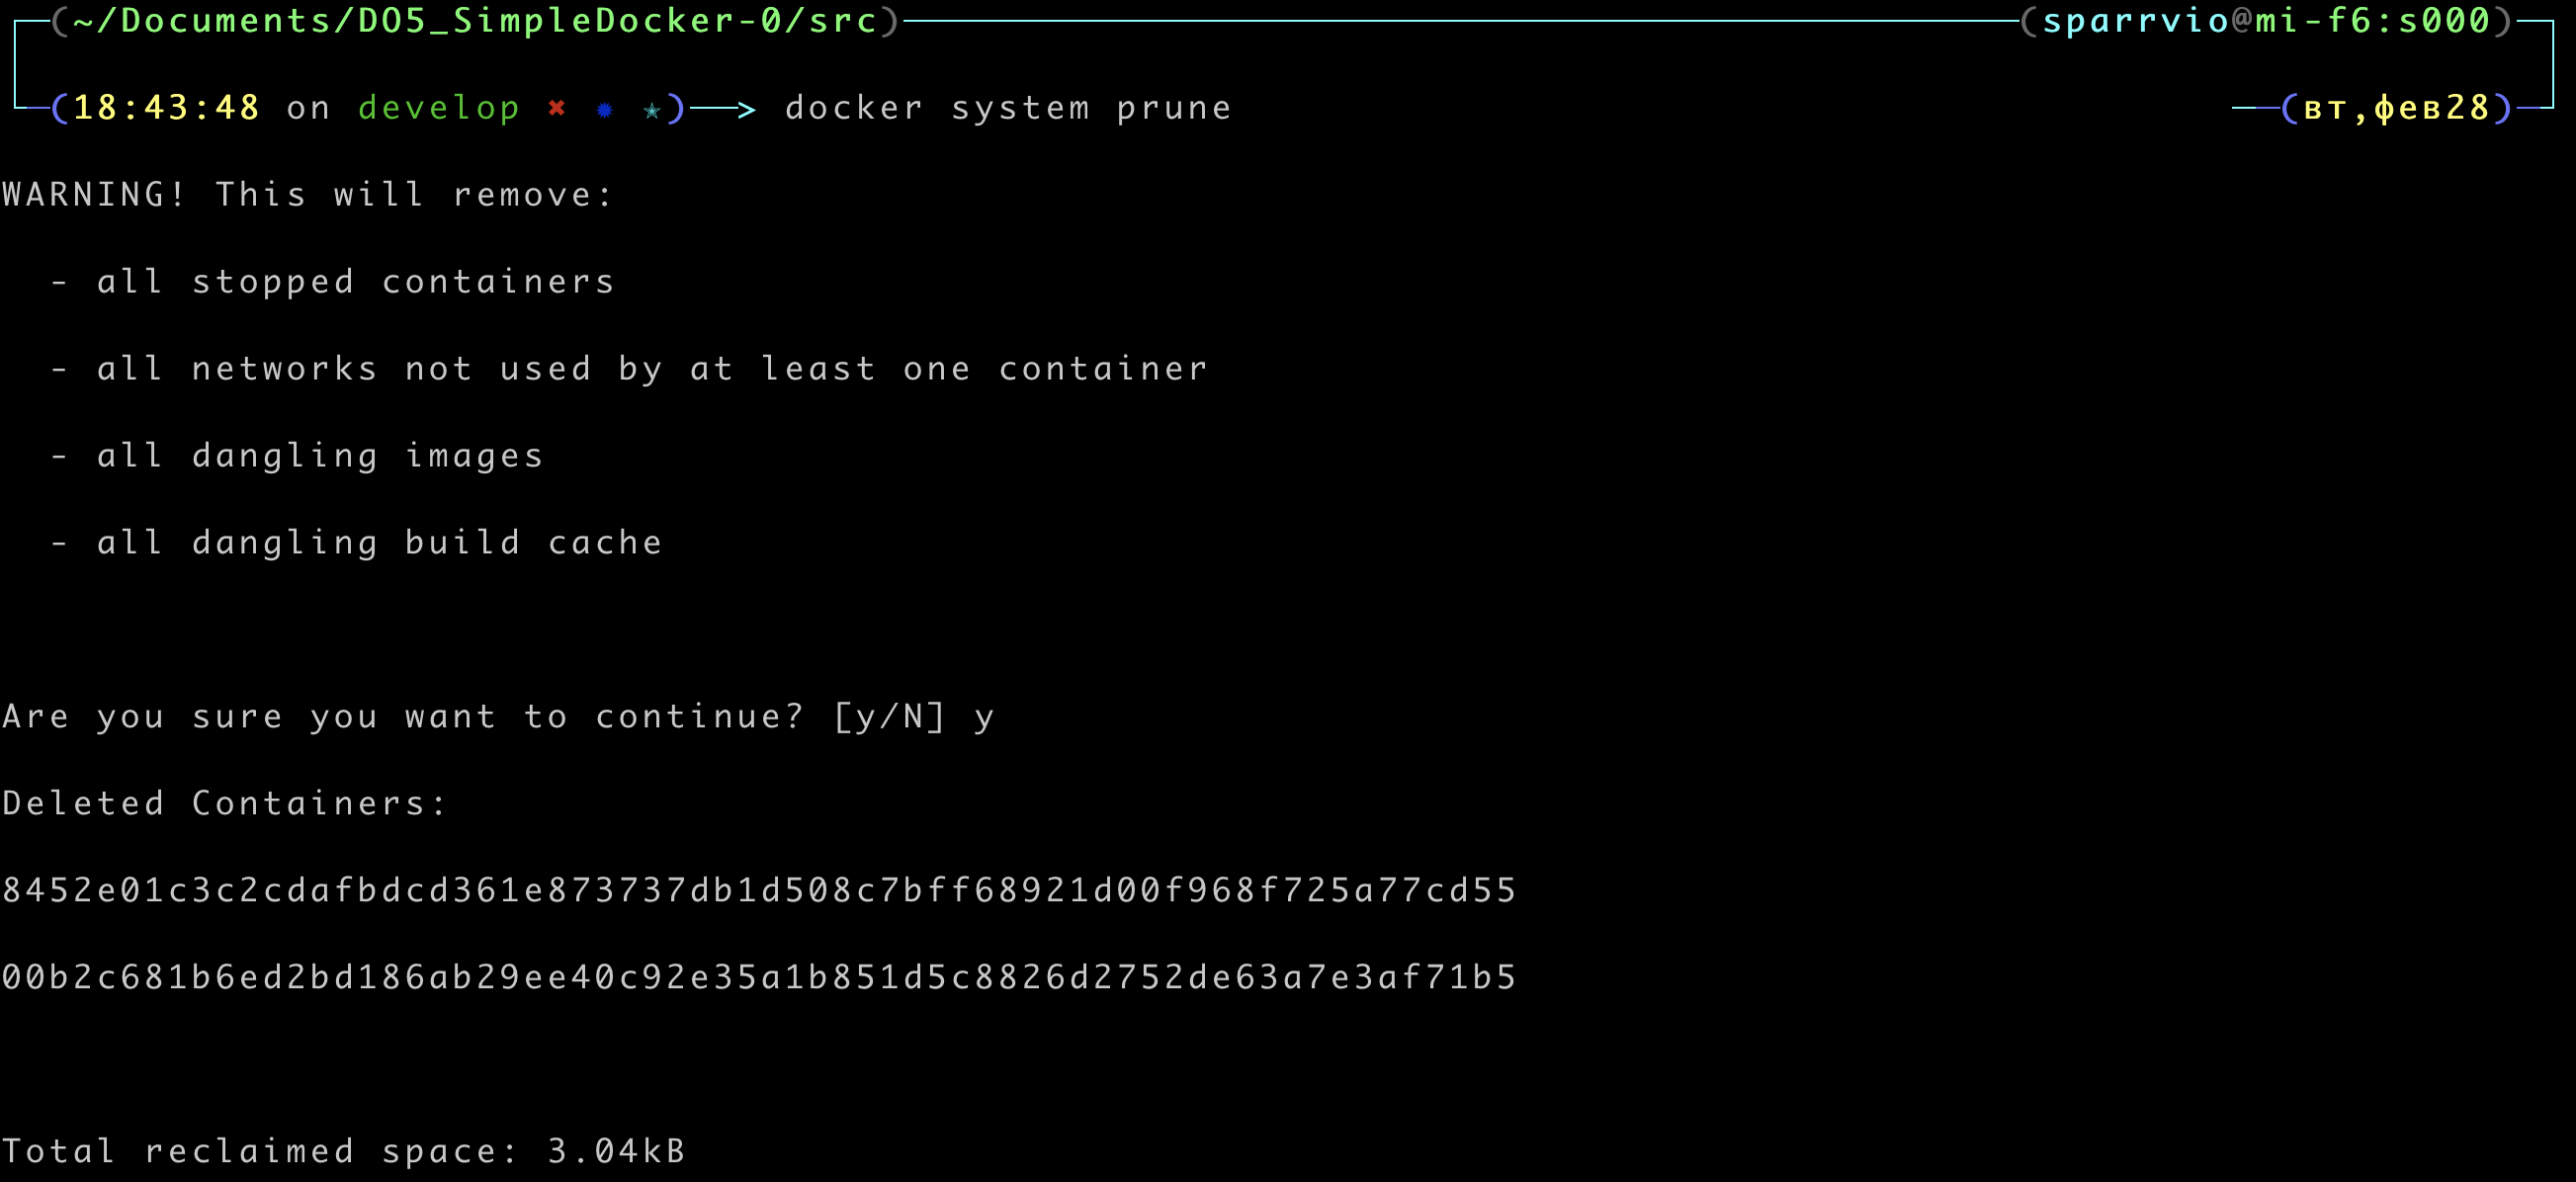 (~/Documents/DO5_SimpleDocker-0/src) (sparrvio@mi-f6:s000)
(18:43:48 on develop ✖ ✹ ✭)──> docker system prune ──(вт,фев28)
WARNING! This will remove:
- all stopped containers
- all networks not used by at least one container
- all dangling images
- all dangling build cache
Are you sure you want to continue? [y/N] y
Deleted Containers:
8452e01c3c2cdafbdcd361e873737db1d508c7bff68921d00f968f725a77cd55
00b2c681b6ed2bd186ab29ee40c92e35a1b851d5c8826d2752de63a7e3af71b5
Total reclaimed space: 3.04kB